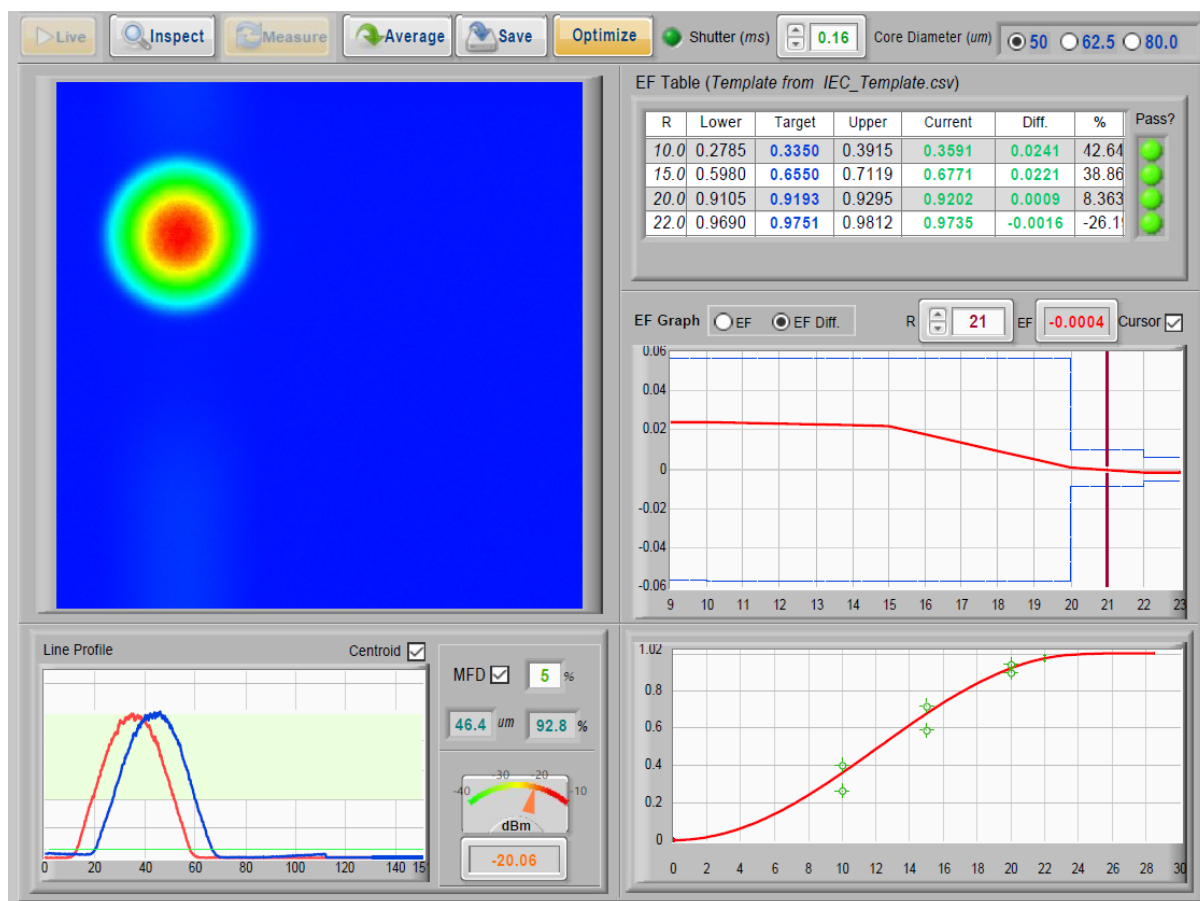 Live Inspect Measure Average Save Optimize Shutter (ms) 0.16 Core Diameter (um) 50 62.5 80.0
EF Table (Template from IEC_Template.csv)
R Lower Target Upper Current Diff. % Pass?
10.0 0.2785 0.3350 0.3915 0.3591 0.0241 42.64
15.0 0.5980 0.6550 0.7119 0.6771 0.0221 38.86
20.0 0.9105 0.9193 0.9295 0.9202 0.0009 8.363
22.0 0.9690 0.9751 0.9812 0.9735 -0.0016 -26.1
EF Graph EF EF Diff. R 21 EF -0.0004 Cursor
0.06
0.04
0.02
0
-0.02
-0.04
-0.06
9 10 11 12 13 14 15 16 17 18 19 20 21 22 23
Line Profile Centroid
0 20 40 60 80 100 120 140 15
MFD 5 %
46.4 um 92.8 %
-40 -30 -20 -10
dBm
-20.06
1.02
0.8
0.6
0.4
0.2
0
0 2 4 6 8 10 12 14 16 18 20 22 24 26 28 30